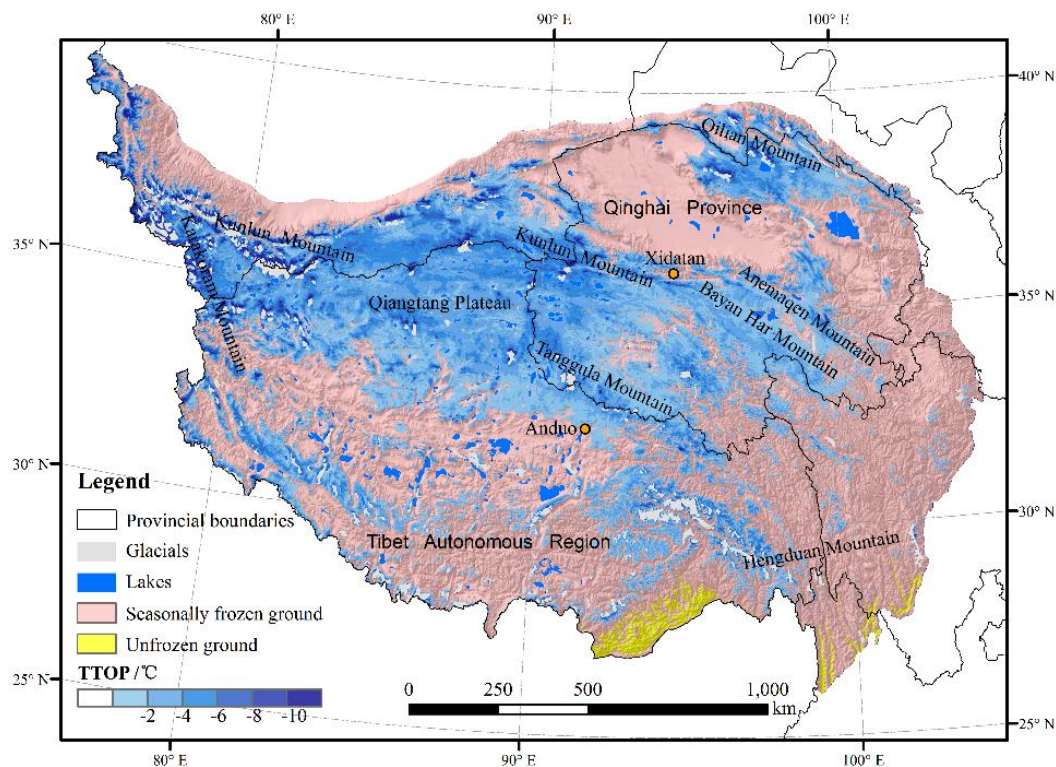 80° E
90° E
100° E
40° N
35° N
35° N
30° N
30° N
25° N
25° N
80° E
90° E
100° E
Qilian Mountain
Qinghai Province
Kunlun Mountain
Kunlun Mountain
Xidatan
Karakoram Mountain
Qiangtang Plateau
Anemaqen Mountain
Bayan Har Mountain
Tanggula Mountain
Anduo
Tibet Autonomous Region
Hengduan Mountain
Legend
Provincial boundaries
Glacials
Lakes
Seasonally frozen ground
Unfrozen ground
TTOP /℃
-2 -4 -6 -8 -10
0 250 500 1,000
km